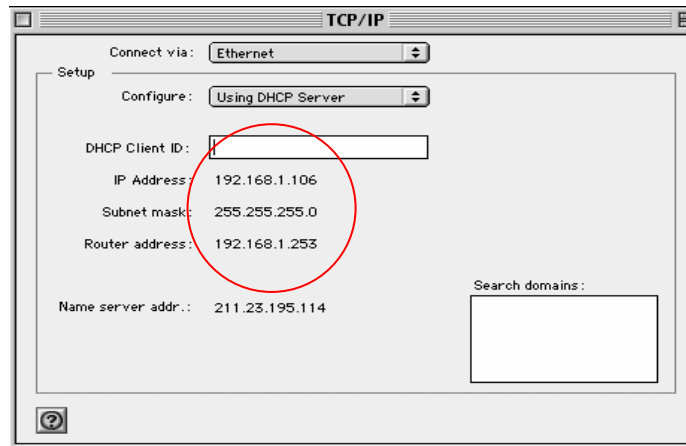 TCP/IP
Connect via: Ethernet
Setup
Configure: Using DHCP Server
DHCP Client ID:
IP Address: 192.168.1.106
Subnet mask: 255.255.255.0
Router address: 192.168.1.253
Search domains:
Name server addr.: 211.23.195.114
?